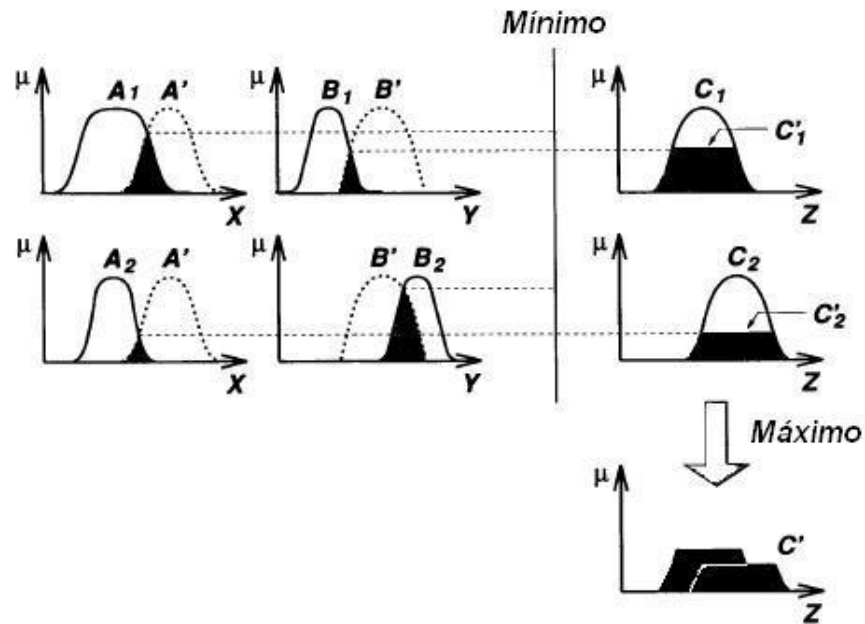 Mínimo
μ A1 A' μ B1 B' μ C1
C'1
X Y Z
μ A2 A' μ B' B2 μ C2
C'2
X Y Z
Máximo
μ
C'
Z